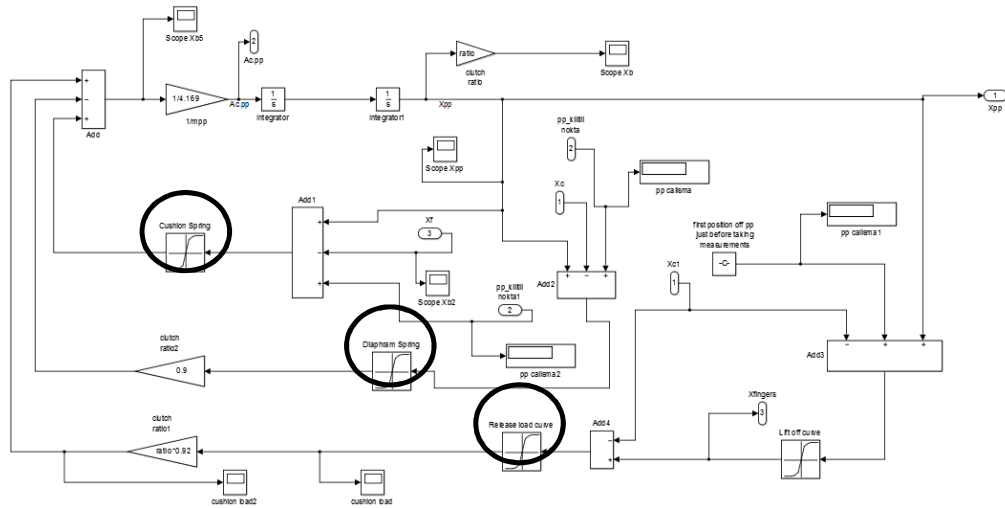 Scope Xb5
2
Ac.pp
ratio
clutch
ratio
Scope Xb
+
−
+
Add
1/4.169
1/mpp
Ac.pp
1
s
integrator
1
s
integrator1
Xpp
1
Xpp
Scope Xpp
pp_kilitli
nokta
2
pp calisma
Xc
1
Cushion Spring
Add1
+
−
+
Xf
3
Scope Xb2
+ − +
Add2
first position off pp
just before taking
measurements
-C-
pp calisma1
Xc1
1
pp_kilitli
nokta1
2
pp calisma2
− + +
Add3
clutch
ratio2
0.9
Diaphram Spring
clutch
ratio1
ratio*0.92
Release load curve
Add4
−
+
Xfingers
3
Lift off curve
cushion load2
cushion load